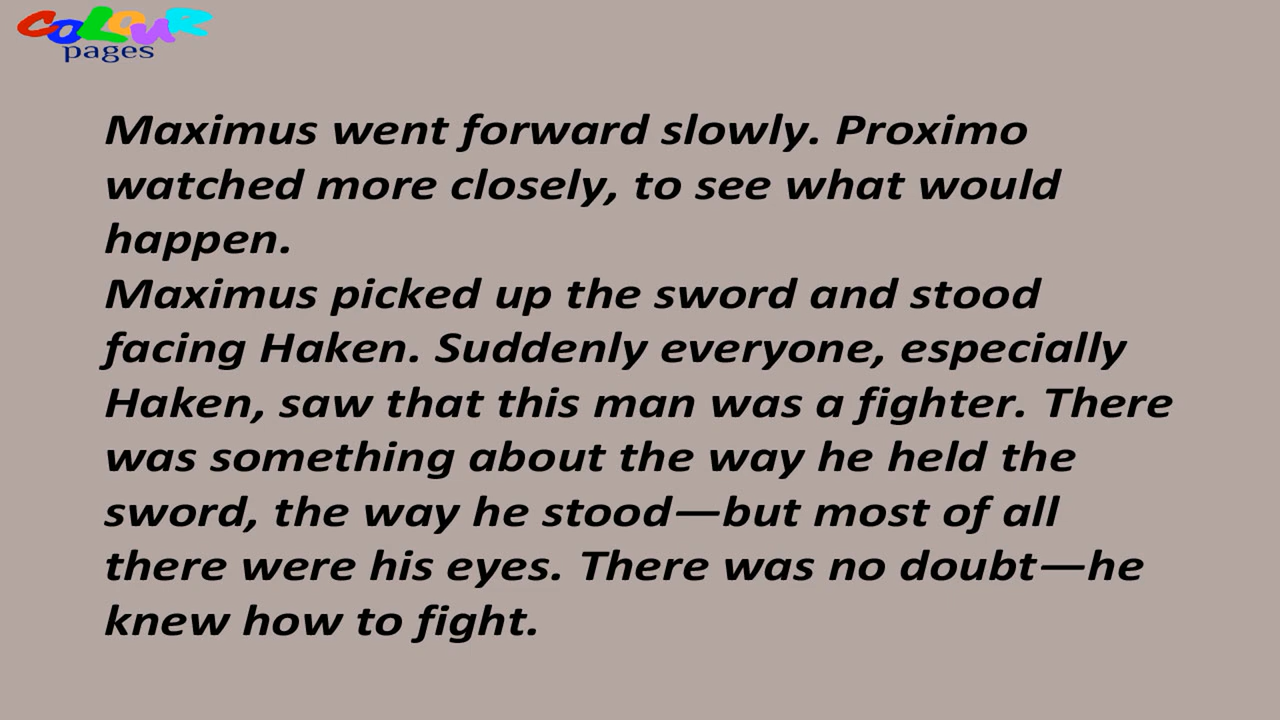 COLOUR
pages
Maximus went forward slowly. Proximo
watched more closely, to see what would
happen.
Maximus picked up the sword and stood
facing Haken. Suddenly everyone, especially
Haken, saw that this man was a fighter. There
was something about the way he held the
sword, the way he stood—but most of all
there were his eyes. There was no doubt—he
knew how to fight.